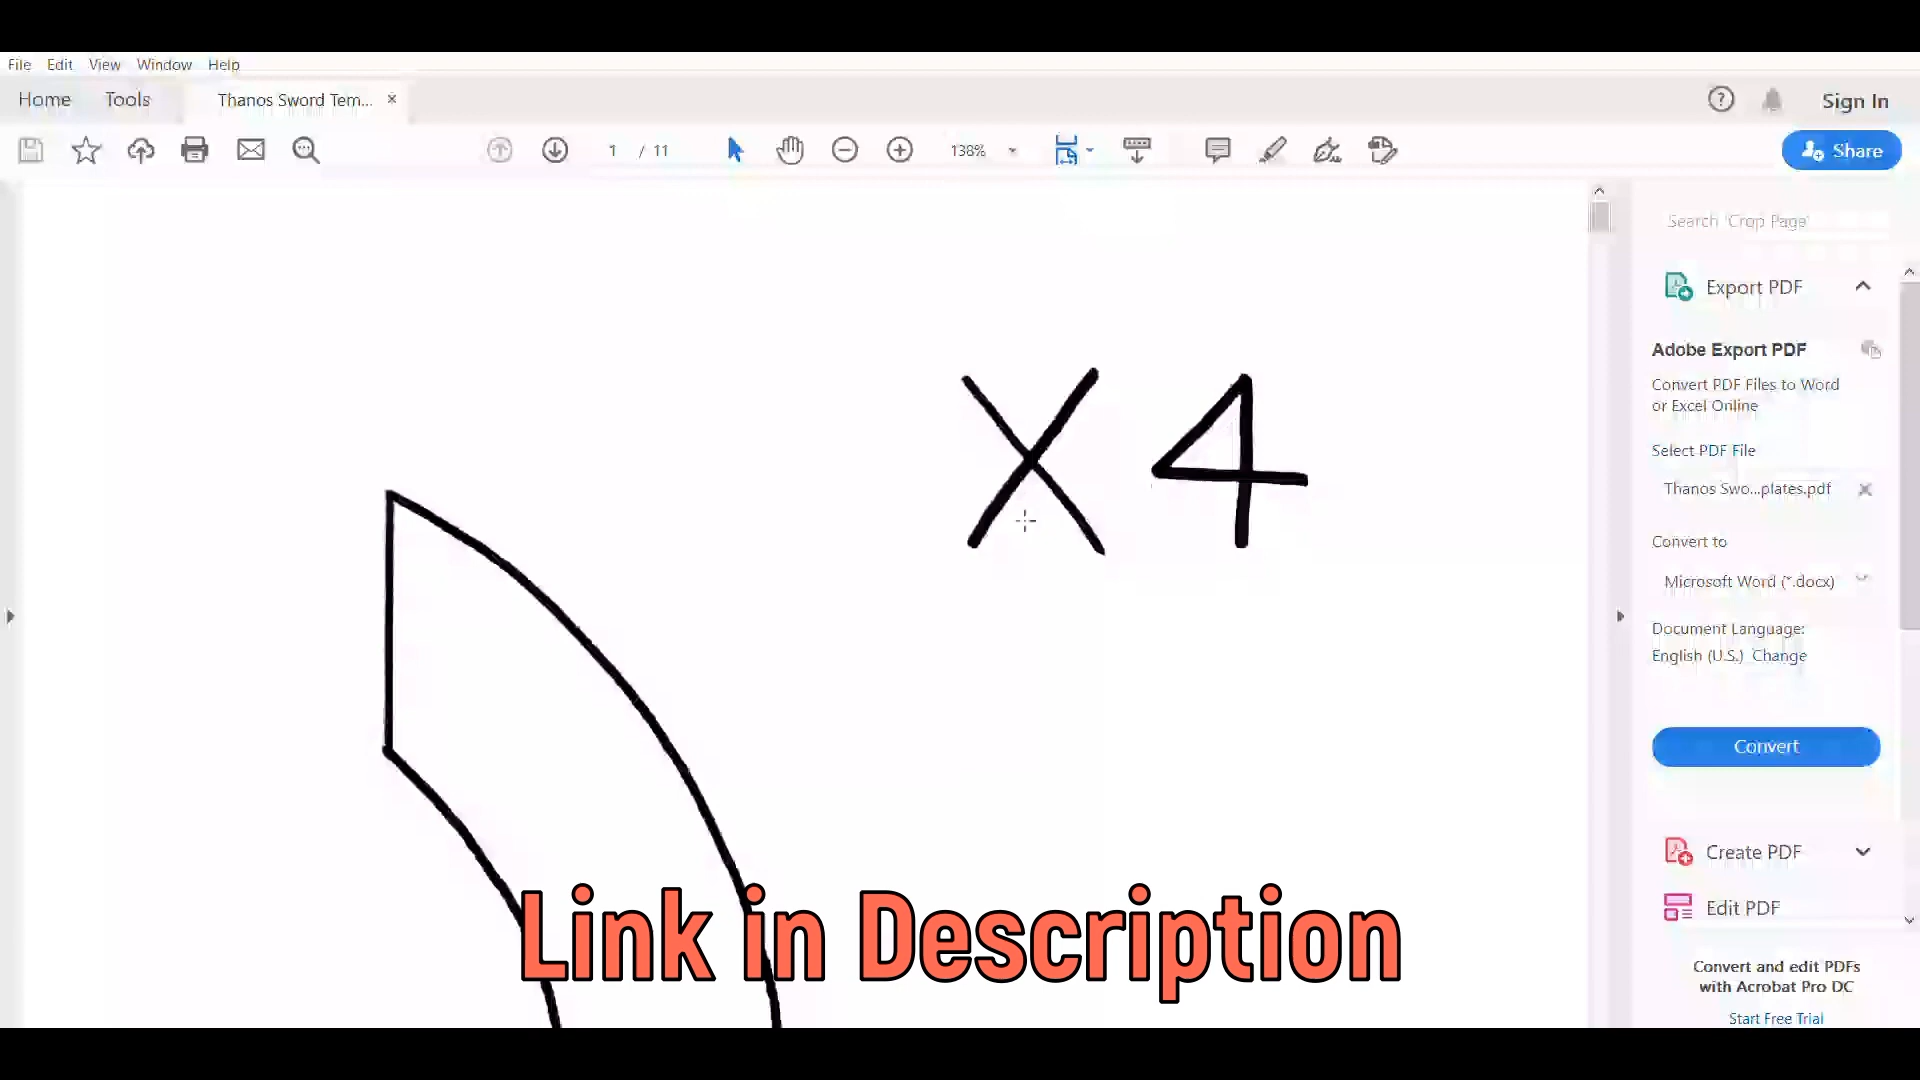 File Edit View Window Help
Home Tools Thanos Sword Tem... × Sign In
1 / 11 138% Share
Search 'Crop Page'
Export PDF
Adobe Export PDF
Convert PDF Files to Word
or Excel Online
Select PDF File
Thanos Swo...plates.pdf
Convert to
Microsoft Word (*.docx)
Document Language:
English (U.S.) Change
Convert
Create PDF
Edit PDF
Convert and edit PDFs
with Acrobat Pro DC
Start Free Trial
X 4
Link in Description